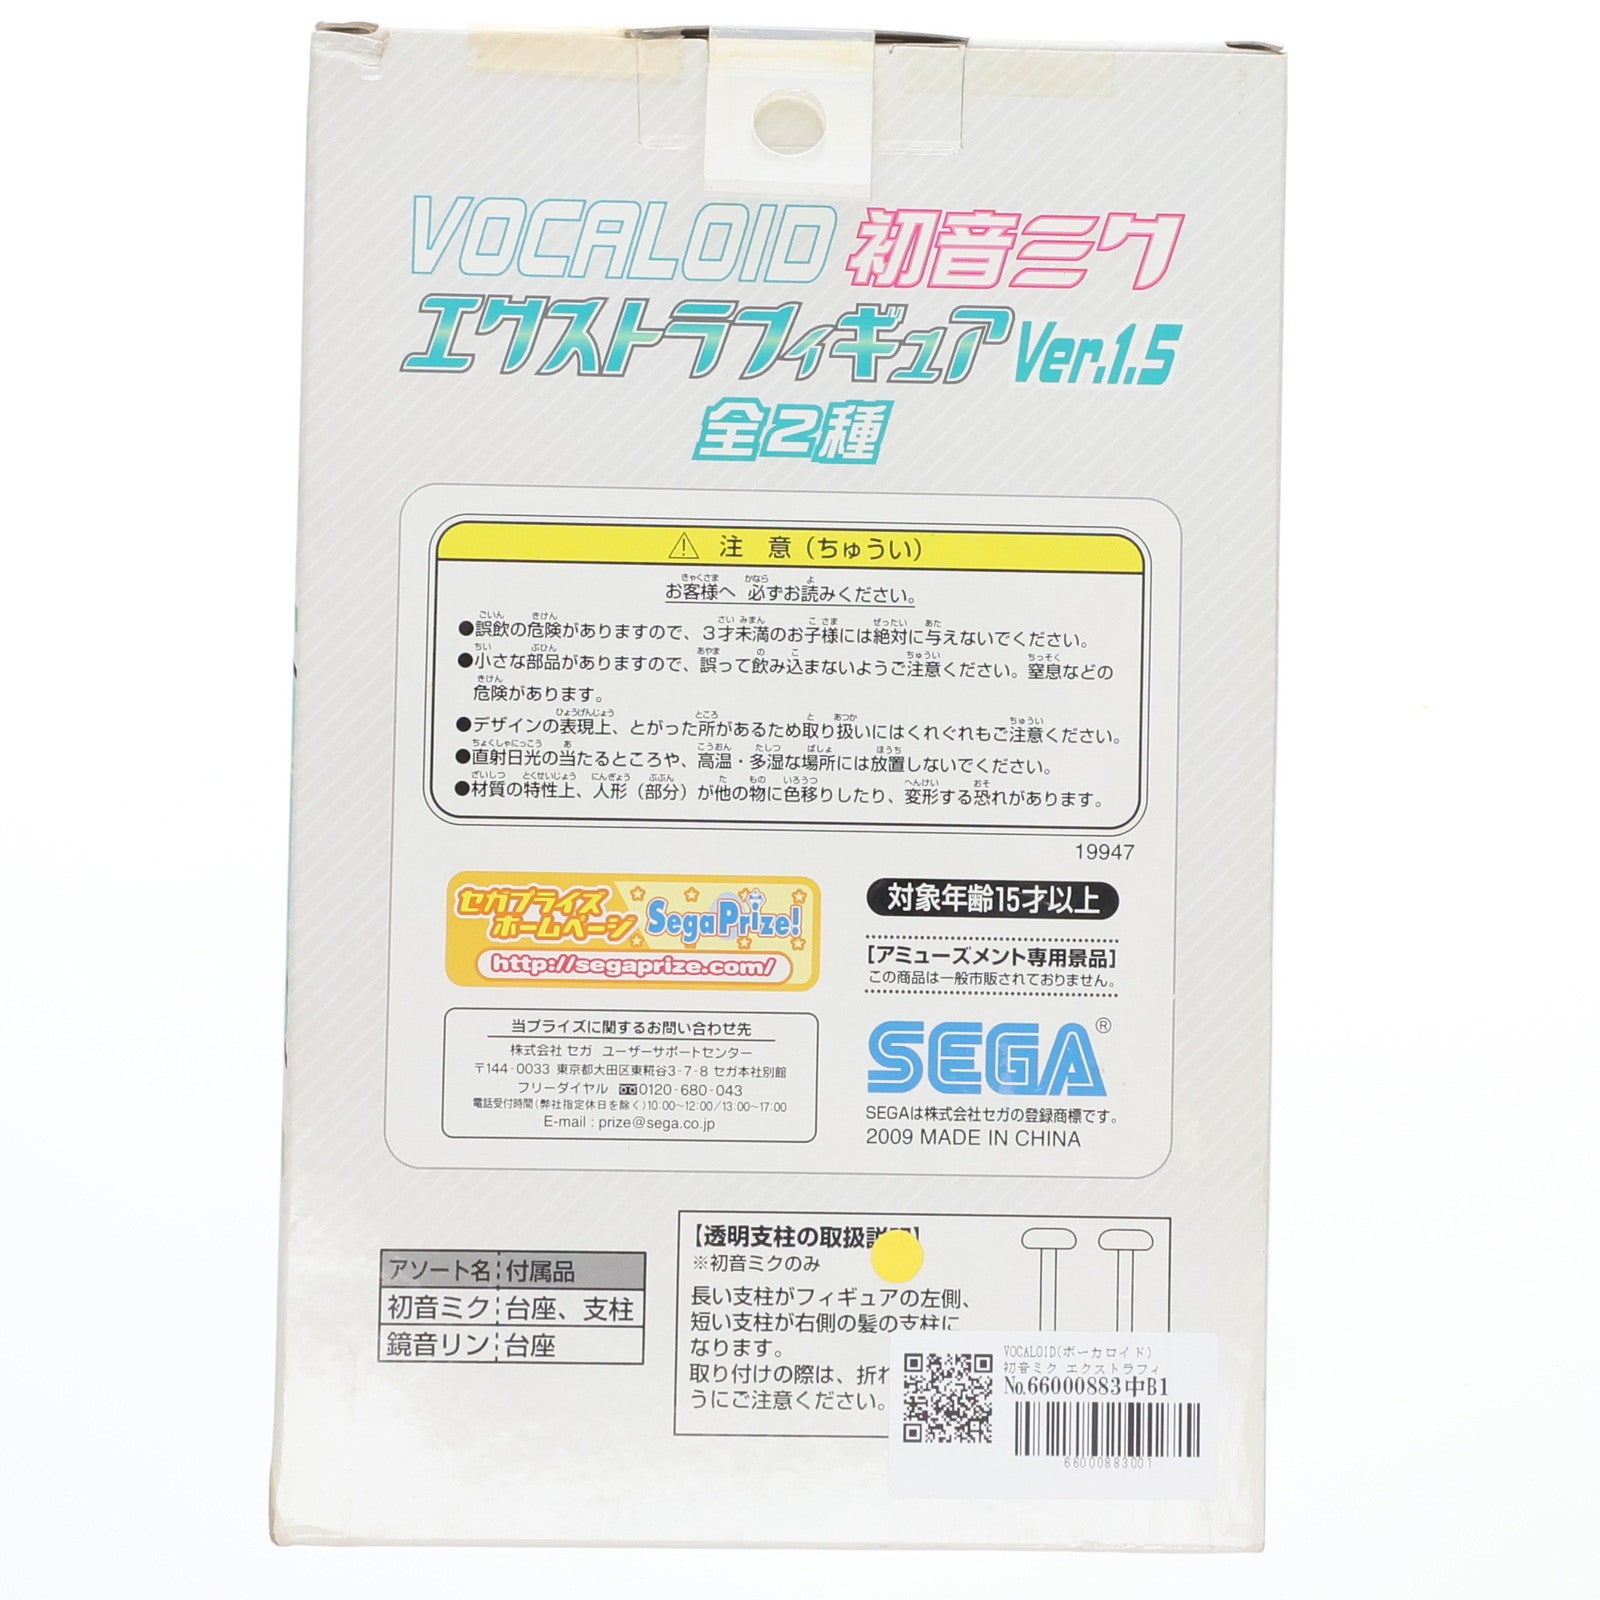 VOCALOID 初音ミク
エクストラフィギュア Ver.1.5
全2種
⚠ 注 意（ちゅうい）
お客様へ 必ずお読みください。
●誤飲の危険がありますので、3才未満のお子様には絶対に与えないでください。
●小さな部品がありますので、誤って飲み込まないようご注意ください。窒息などの
危険があります。
●デザインの表現上、とがった所があるため取り扱いにはくれぐれもご注意ください。
●直射日光の当たるところや、高温・多湿な場所には放置しないでください。
●材質の特性上、人形（部分）が他の物に色移りしたり、変形する恐れがあります。
19947
セガプライズ
ホームページ
SegaPrize!
http://segaprize.com/
対象年齢15才以上
[アミューズメント専用景品]
この商品は一般市販されておりません。
当プライズに関するお問い合わせ先
株式会社 セガ ユーザーサポートセンター
〒144-0033 東京都大田区東糀谷3-7-8 セガ本社別館
フリーダイヤル 0120-680-043
電話受付時間(弊社指定休日を除く)10:00～12:00/13:00～17:00
E-mail : prize@sega.co.jp
SEGA®
SEGAは株式会社セガの登録商標です。
2009 MADE IN CHINA
アソート名 付属品
初音ミク 台座、支柱
鏡音リン 台座
【透明支柱の取扱説明】
※初音ミクのみ
長い支柱がフィギュアの左側、
短い支柱が右側の髪の支柱に
なります。
取り付けの際は、折れ
うにご注意ください。
VOCALOID(ボーカロイド)
初音ミク エクストラフィ
No.66000883中B1
66000883001